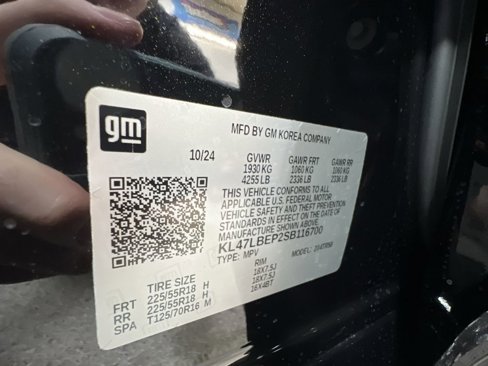 gm
MFD BY GM KOREA COMPANY
10/24
GVWR GAWR FRT GAWR RR
1930 KG 1060 KG 1060 KG
4255 LB 2336 LB 2336 LB
THIS VEHICLE CONFORMS TO ALL
APPLICABLE U.S. FEDERAL MOTOR
VEHICLE SAFETY AND THEFT PREVENTION
STANDARDS IN EFFECT ON THE DATE OF
MANUFACTURE SHOWN ABOVE.
KL47LBEP2SB116700
TYPE: MPV MODEL:
TIRE SIZE RIM
FRT 225/55R18 H 18X7.5J
RR 225/55R18 H 18X7.5J
SPA T125/70R16 M 16X4BT